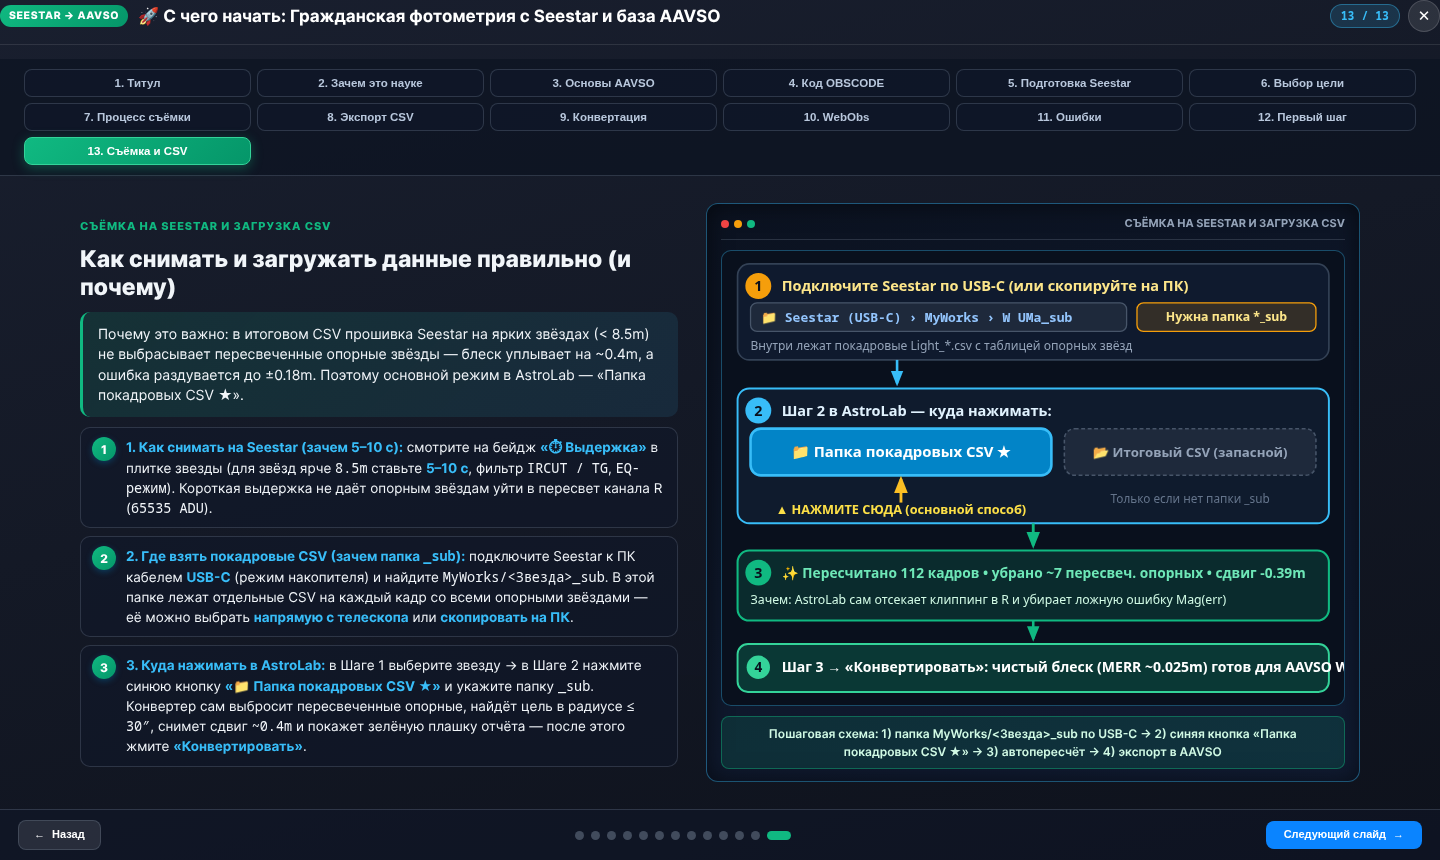 SEESTAR → AAVSO
🚀 С чего начать: Гражданская фотометрия с Seestar и база AAVSO
13 / 13
✕
1. Титул
2. Зачем это науке
3. Основы AAVSO
4. Код OBSCODE
5. Подготовка Seestar
6. Выбор цели
7. Процесс съёмки
8. Экспорт CSV
9. Конвертация
10. WebObs
11. Ошибки
12. Первый шаг
13. Съёмка и CSV
СЪЁМКА НА SEESTAR И ЗАГРУЗКА CSV
Как снимать и загружать данные правильно (и
почему)
Почему это важно: в итоговом CSV прошивка Seestar на ярких звёздах (< 8.5m)
не выбрасывает пересвеченные опорные звёзды — блеск уплывает на ~0.4m, а
ошибка раздувается до ±0.18m. Поэтому основной режим в AstroLab — «Папка
покадровых CSV ★».
1
1. Как снимать на Seestar (зачем 5–10 с): смотрите на бейдж «⏱ Выдержка» в
плитке звезды (для звёзд ярче 8.5m ставьте 5–10 с, фильтр IRCUT / TG, EQ-
режим). Короткая выдержка не даёт опорным звёздам уйти в пересвет канала R
(65535 ADU).
2
2. Где взять покадровые CSV (зачем папка _sub): подключите Seestar к ПК
кабелем USB-C (режим накопителя) и найдите MyWorks/<Звезда>_sub. В этой
папке лежат отдельные CSV на каждый кадр со всеми опорными звёздами —
её можно выбрать напрямую с телескопа или скопировать на ПК.
3
3. Куда нажимать в AstroLab: в Шаге 1 выберите звезду → в Шаге 2 нажмите
синюю кнопку «📁 Папка покадровых CSV ★» и укажите папку _sub.
Конвертер сам выбросит пересвеченные опорные, найдёт цель в радиусе ≤
30″, снимет сдвиг ~0.4m и покажет зелёную плашку отчёта — после этого
жмите «Конвертировать».
СЪЁМКА НА SEESTAR И ЗАГРУЗКА CSV
1
Подключите Seestar по USB-C (или скопируйте на ПК)
📁 Seestar (USB-C) › MyWorks › W UMa_sub
Нужна папка *_sub
Внутри лежат покадровые Light_*.csv с таблицей опорных звёзд
2
Шаг 2 в AstroLab — куда нажимать:
📁 Папка покадровых CSV ★
📂 Итоговый CSV (запасной)
Только если нет папки _sub
▲ НАЖМИТЕ СЮДА (основной способ)
3
✨ Пересчитано 112 кадров • убрано ~7 пересвеч. опорных • сдвиг -0.39m
Зачем: AstroLab сам отсекает клиппинг в R и убирает ложную ошибку Mag(err)
4
Шаг 3 → «Конвертировать»: чистый блеск (MERR ~0.025m) готов для AAVSO
Пошаговая схема: 1) папка MyWorks/<Звезда>_sub по USB-C → 2) синяя кнопка «Папка
покадровых CSV ★» → 3) автопересчёт → 4) экспорт в AAVSO
← Назад
Следующий слайд →